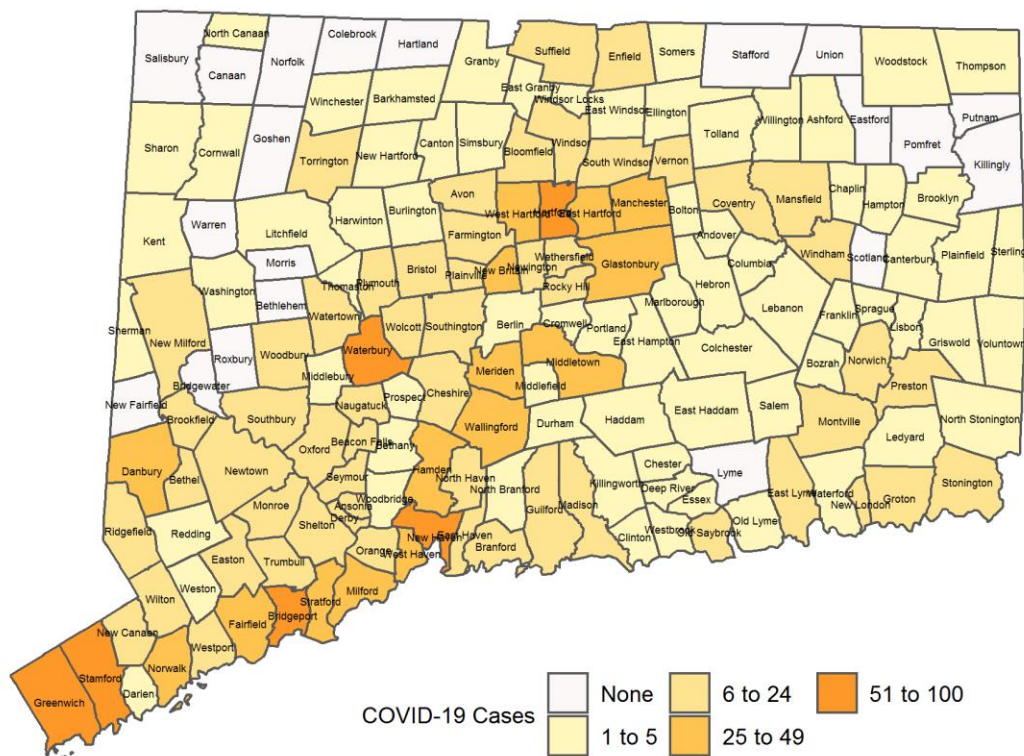 North Canaan
Colebrook
Hartland
Suffield
Enfield
Somers
Stafford
Union
Woodstock
Thompson
Salisbury
Canaan
Norfolk
Granby
East Granby
Windsor Locks
East Windsor
Ellington
Winchester
Barkhamsted
Putnam
Eastford
Pomfret
Killingly
Sharon
Cornwall
Goshen
Torrington
New Hartford
Canton
Simsbury
Bloomfield
Windsor
South Windsor
Vernon
Tolland
Willington
Ashford
Chaplin
Hampton
Brooklyn
Avon
West Hartford
Hartford
East Hartford
Manchester
Bolton
Coventry
Mansfield
Kent
Warren
Litchfield
Harwinton
Burlington
Farmington
Andover
Columbia
Windham
Scotland
Canterbury
Plainfield
Sterling
Morris
Washington
Bethlehem
Thomaston
Plymouth
Bristol
Plainville
New Britain
Newington
Wethersfield
Rocky Hill
Glastonbury
Hebron
Marlborough
Lebanon
Franklin
Sprague
Lisbon
Griswold
Voluntown
Sherman
New Milford
Roxbury
Woodbury
Watertown
Waterbury
Wolcott
Southington
Berlin
Cromwell
Portland
East Hampton
Colchester
Bozrah
Norwich
Preston
Bridgewater
Middlebury
Naugatuck
Prospect
Cheshire
Meriden
Middletown
Middlefield
New Fairfield
Brookfield
Southbury
Wallingford
Durham
Haddam
East Haddam
Salem
Montville
North Stonington
Ledyard
Danbury
Bethel
Newtown
Oxford
Beacon Falls
Bethany
Seymour
Hamden
North Haven
North Branford
Killingworth
Chester
Deep River
Essex
Lyme
East Lyme
Waterford
New London
Groton
Stonington
Ridgefield
Redding
Monroe
Shelton
Ansonia
Derby
Woodbridge
Guilford
Madison
Clinton
Westbrook
Old Saybrook
Old Lyme
Easton
Trumbull
Orange
West Haven
New Haven
East Haven
Branford
Wilton
Weston
Fairfield
Bridgeport
Stratford
Milford
New Canaan
Westport
Norwalk
Darien
Stamford
Greenwich
COVID-19 Cases
None
1 to 5
6 to 24
25 to 49
51 to 100